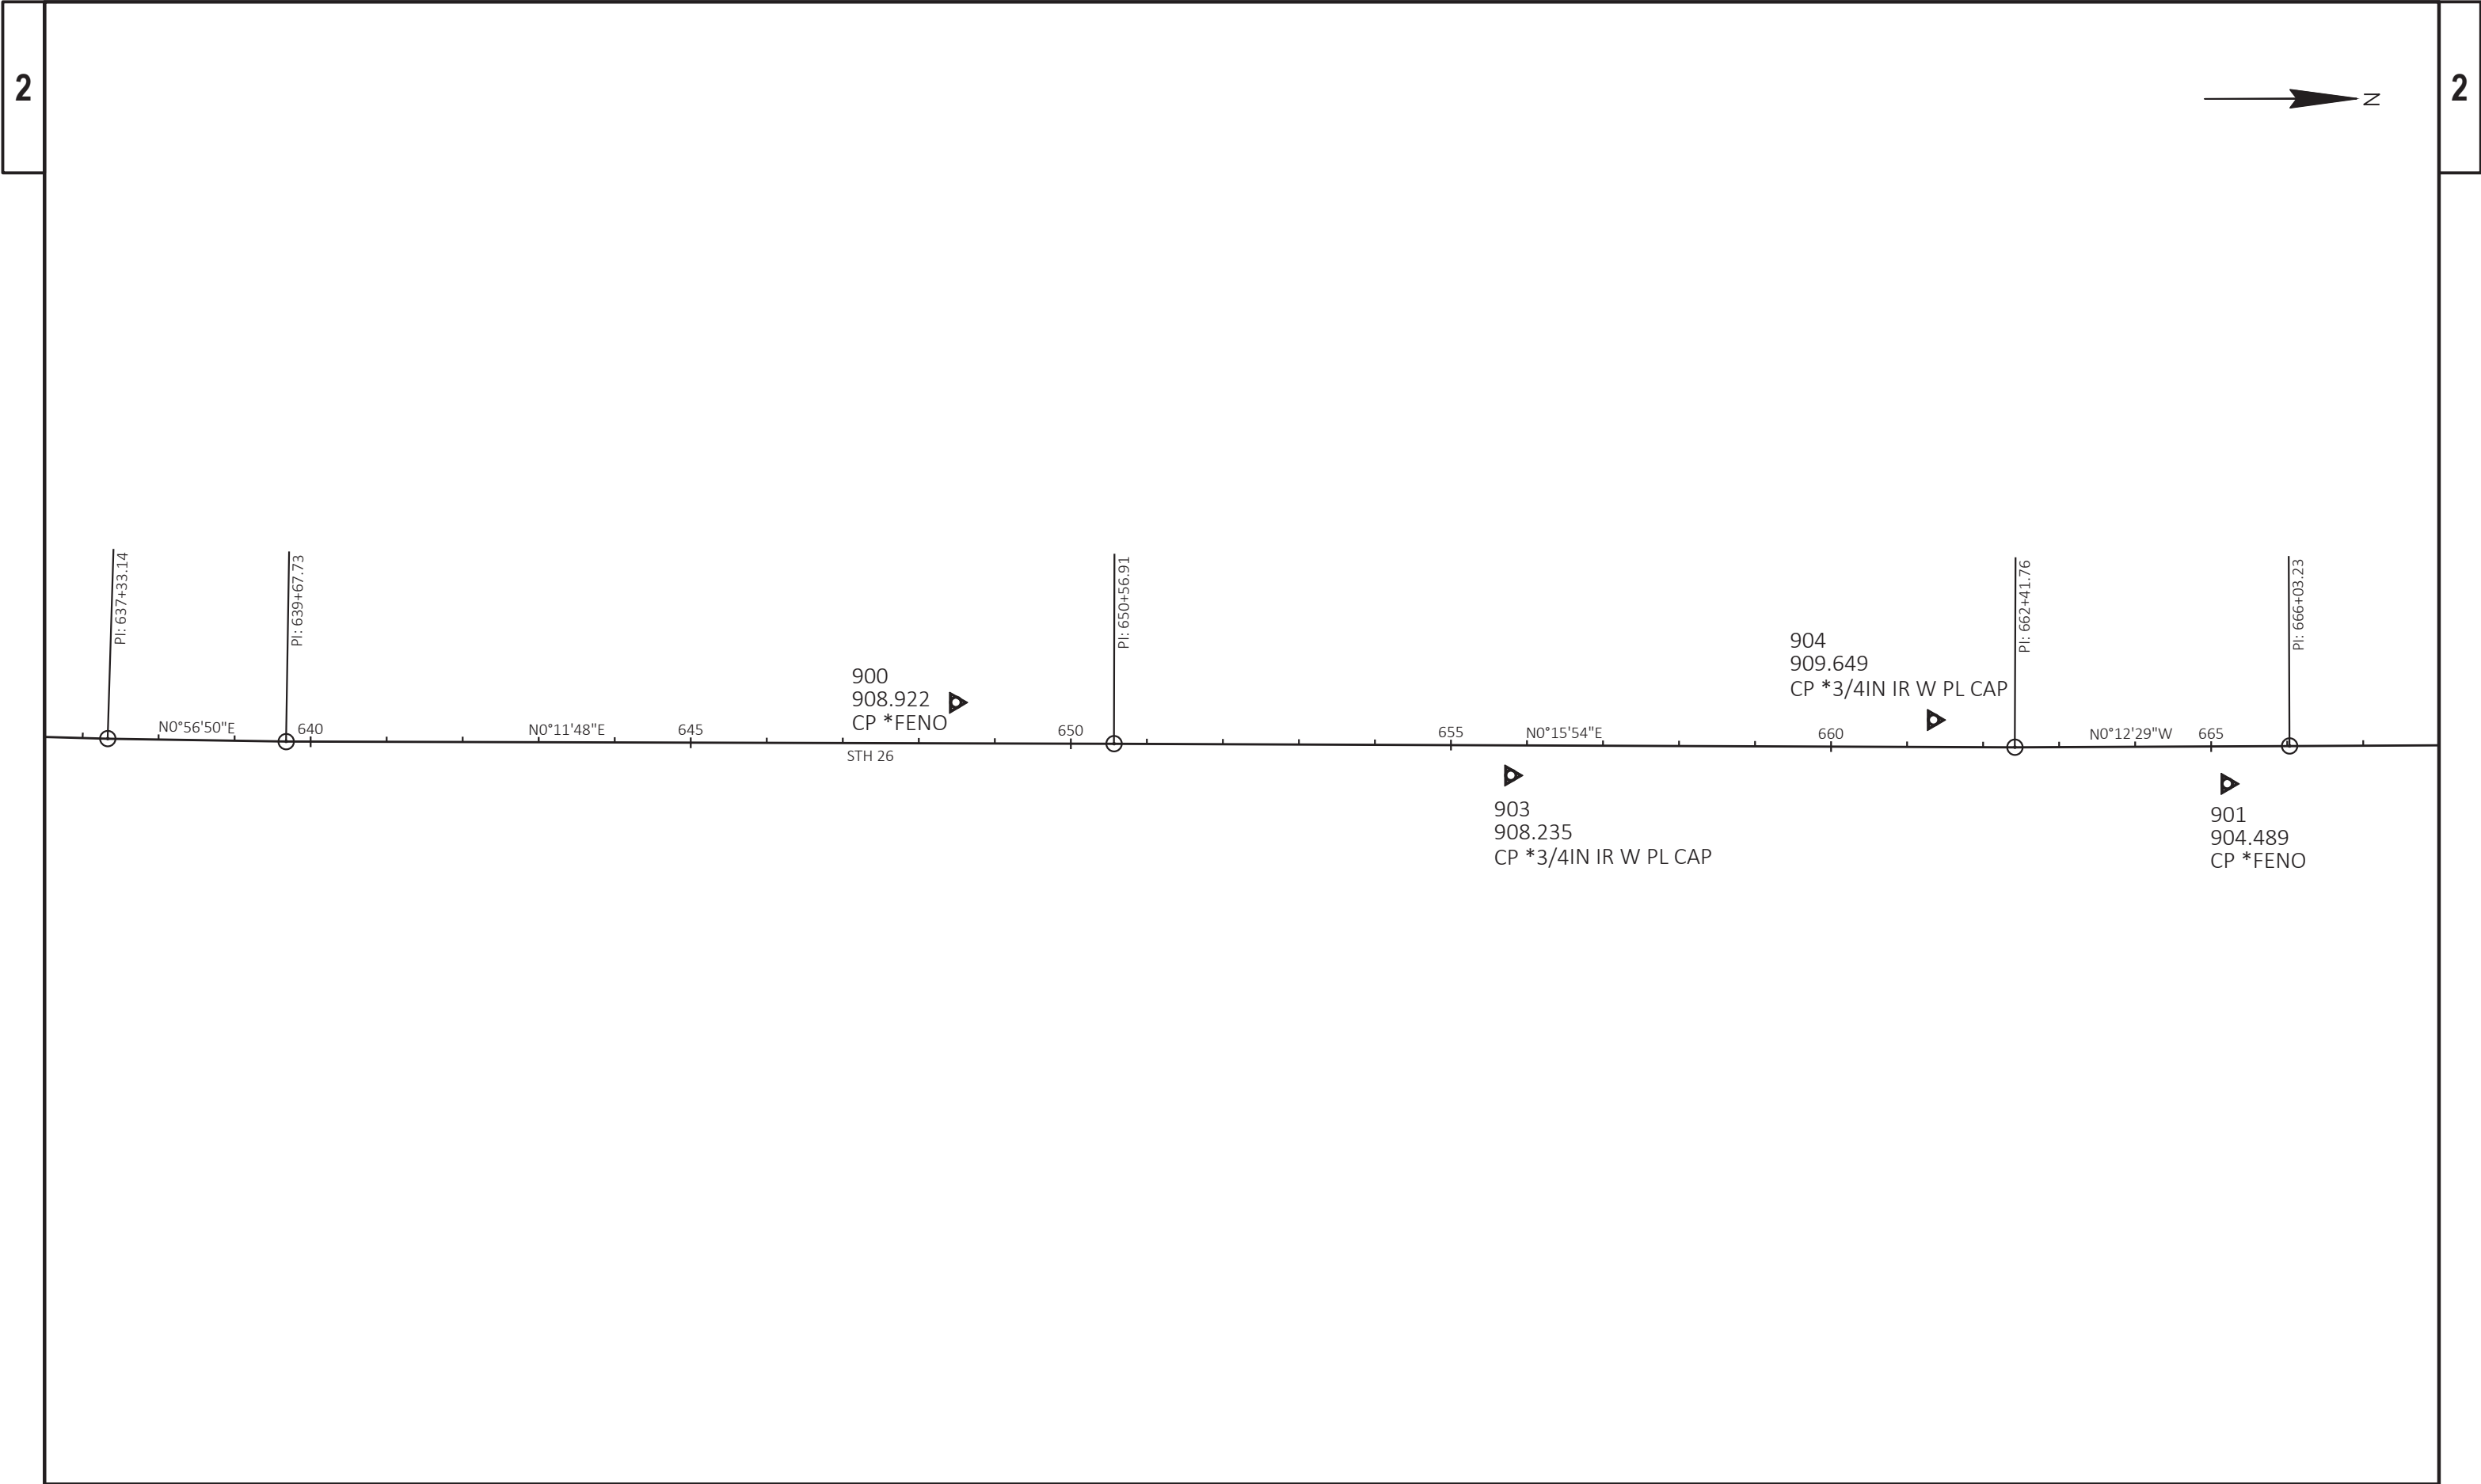 2
2
N
PI: 637+33.14
PI: 639+67.73
PI: 650+56.91
PI: 662+41.76
PI: 666+03.23
904
909.649
CP *3/4IN IR W PL CAP
900
908.922
CP *FENO
N0°56'50"E
640
N0°11'48"E
645
650
655
N0°15'54"E
660
N0°12'29"W
665
STH 26
903
908.235
CP *3/4IN IR W PL CAP
901
904.489
CP *FENO